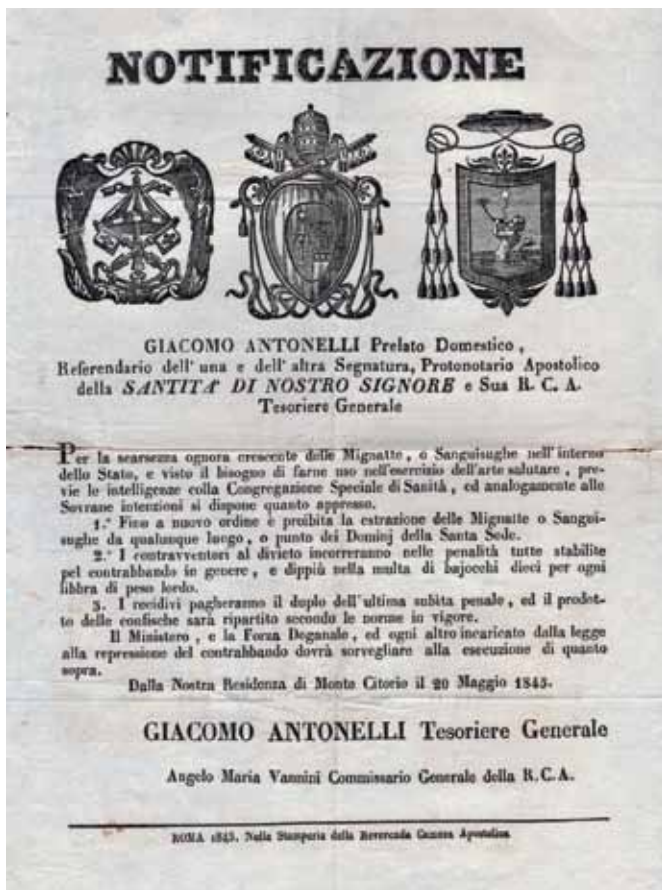 NOTIFICAZIONE
GIACOMO ANTONELLI Prelato Domestico,
Referendario dell' una e dell' altra Segnatura, Protonotario Apostolico
della SANTITA' DI NOSTRO SIGNORE e Sua R. C. A.
Tesoriere Generale
Per la scarsezza ognora crescente delle Mignatte, o Sanguisughe nell'interno
dello Stato, e visto il bisogno di farne uso nell'esercizio dell'arte salutare, pre-
vie le intelligenze colla Congregazione Speciale di Sanità, ed analogamente alle
Sovrane intenzioni si dispone quanto appresso.
1.° Fino a nuovo ordine è proibita la estrazione delle Mignatte o Sangui-
sughe da qualunque luogo, o punto dei Dominj della Santa Sede.
2.° I contravventori al divieto incorreranno nelle penalità tutte stabilite
pel contrabbando in genere, e dippiù nella multa di bajocchi dieci per ogni
libbra di peso lordo.
3. I recidivi pagheranno il duplo dell'ultima subita penale, ed il prodot-
to delle confische sarà ripartito secondo le norme in vigore.
Il Ministero, e la Forza Doganale, ed ogni altro incaricato dalla legge
alla repressione del contrabbando dovrà sorvegliare alla esecuzione di quanto
sopra.
Dalla Nostra Residenza di Monte Citorio il 20 Maggio 1845.
GIACOMO ANTONELLI Tesoriere Generale
Angelo Maria Vannini Commissario Generale della R.C.A.
ROMA 1845. Nella Stamperia della Reverenda Camera Apostolica